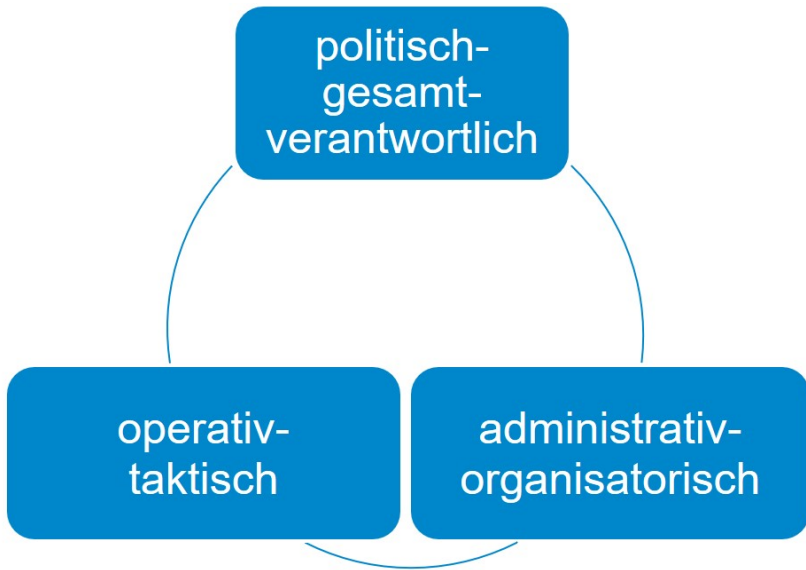 politisch-
gesamt-
verantwortlich
operativ-
taktisch
administrativ-
organisatorisch